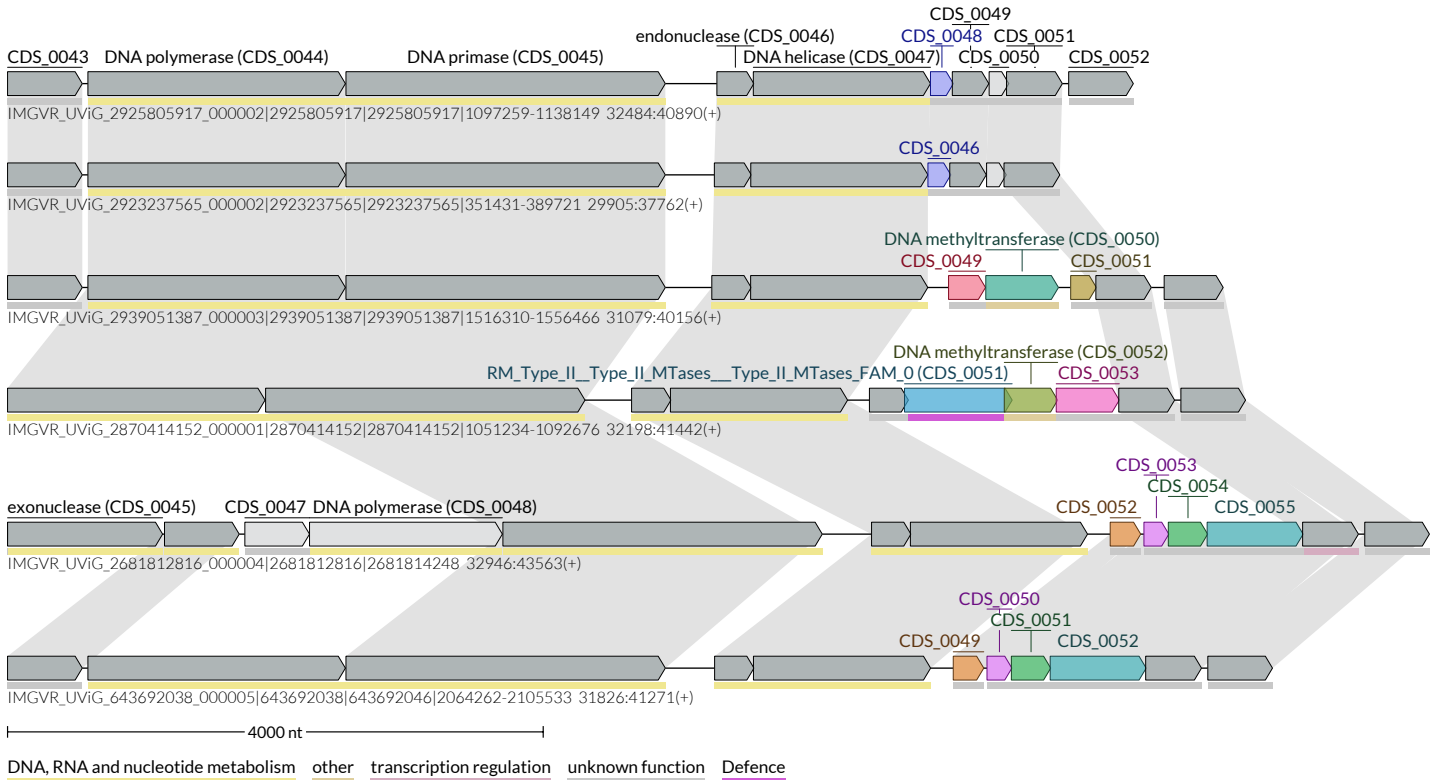 CDS_0049
endonuclease (CDS_0046) CDS_0048 CDS_0051
CDS_0043 DNA polymerase (CDS_0044) DNA primase (CDS_0045) DNA helicase (CDS_0047) CDS_0050 CDS_0052
IMGVR_UViG_2925805917_000002|2925805917|2925805917|1097259-1138149 32484:40890(+)
CDS_0046
IMGVR_UViG_2923237565_000002|2923237565|2923237565|351431-389721 29905:37762(+)
DNA methyltransferase (CDS_0050)
CDS_0049 CDS_0051
IMGVR_UViG_2939051387_000003|2939051387|2939051387|1516310-1556466 31079:40156(+)
DNA methyltransferase (CDS_0052)
RM_Type_II__Type_II_MTases__Type_II_MTases_FAM_0 (CDS_0051) CDS_0053
IMGVR_UViG_2870414152_000001|2870414152|2870414152|1051234-1092676 32198:41442(+)
CDS_0053
CDS_0054
exonuclease (CDS_0045) CDS_0047 DNA polymerase (CDS_0048) CDS_0052 CDS_0055
IMGVR_UViG_2681812816_000004|2681812816|2681814248 32946:43563(+)
CDS_0050
CDS_0051
CDS_0049 CDS_0052
IMGVR_UViG_643692038_000005|643692038|643692046|2064262-2105533 31826:41271(+)
4000 nt
DNA, RNA and nucleotide metabolism other transcription regulation unknown function Defence